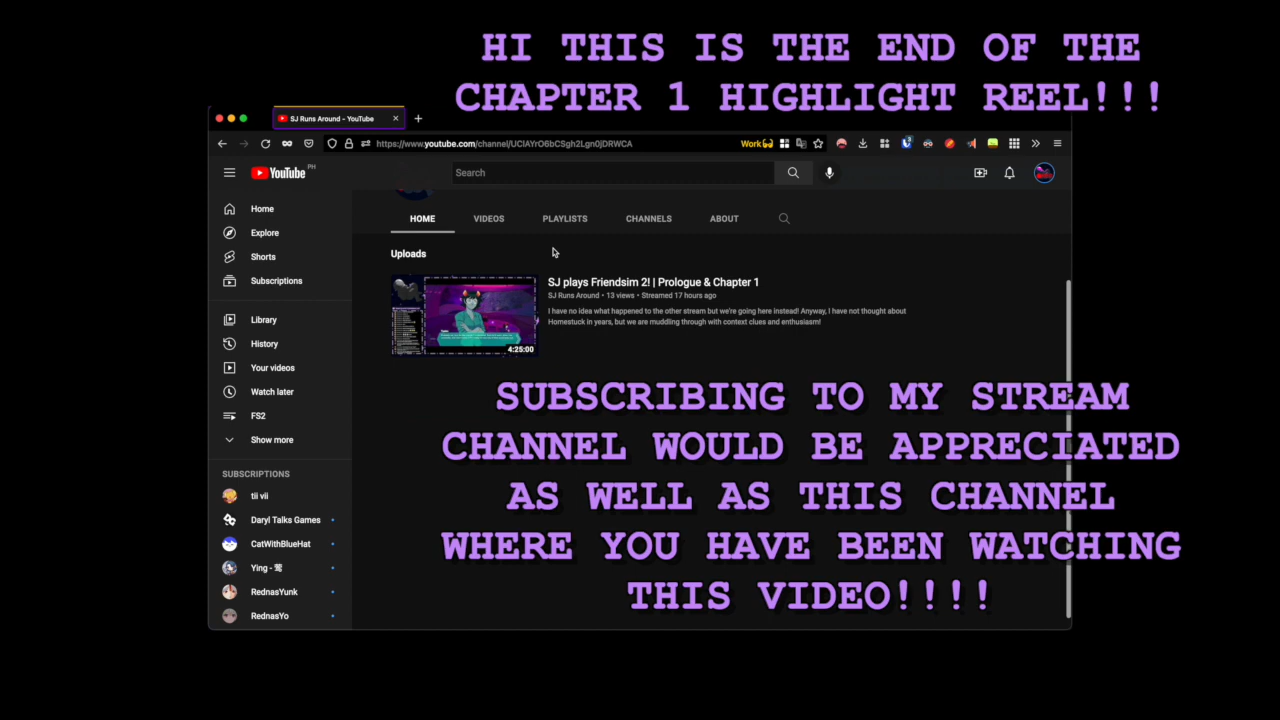 HI THIS IS THE END OF THE
CHAPTER 1 HIGHLIGHT REEL!!!
SJ Runs Around - YouTube
https://www.youtube.com/channel/UCIAYrO6bCSgh2Lgn0jDRWCA
Work
YouTube PH
Search
HOME
VIDEOS
PLAYLISTS
CHANNELS
ABOUT
Home
Explore
Shorts
Subscriptions
Library
History
Your videos
Watch later
FS2
Show more
SUBSCRIPTIONS
tii vii
Daryl Talks Games
CatWithBlueHat
Ying - 鶯
RednasYunk
RednasYo
Uploads
4:25:00
SJ plays Friendsim 2! | Prologue & Chapter 1
SJ Runs Around • 13 views • Streamed 17 hours ago
I have no idea what happened to the other stream but we're going here instead! Anyway, I have not thought about
Homestuck in years, but we are muddling through with context clues and enthusiasm!
SUBSCRIBING TO MY STREAM
CHANNEL WOULD BE APPRECIATED
AS WELL AS THIS CHANNEL
WHERE YOU HAVE BEEN WATCHING
THIS VIDEO!!!!